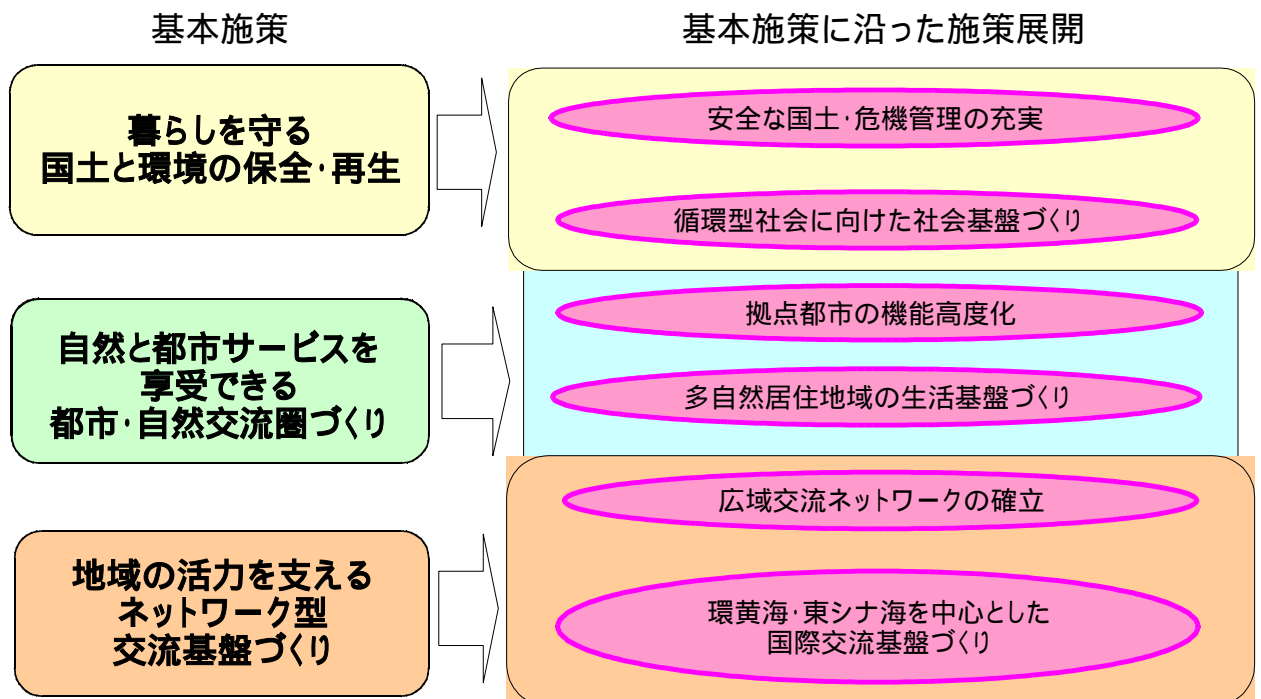 基本施策
基本施策に沿った施策展開
暮らしを守る
国土と環境の保全・再生
安全な国土・危機管理の充実
循環型社会に向けた社会基盤づくり
自然と都市サービスを
享受できる
都市・自然交流圏づくり
拠点都市の機能高度化
多自然居住地域の生活基盤づくり
地域の活力を支える
ネットワーク型
交流基盤づくり
広域交流ネットワークの確立
環黄海・東シナ海を中心とした
国際交流基盤づくり